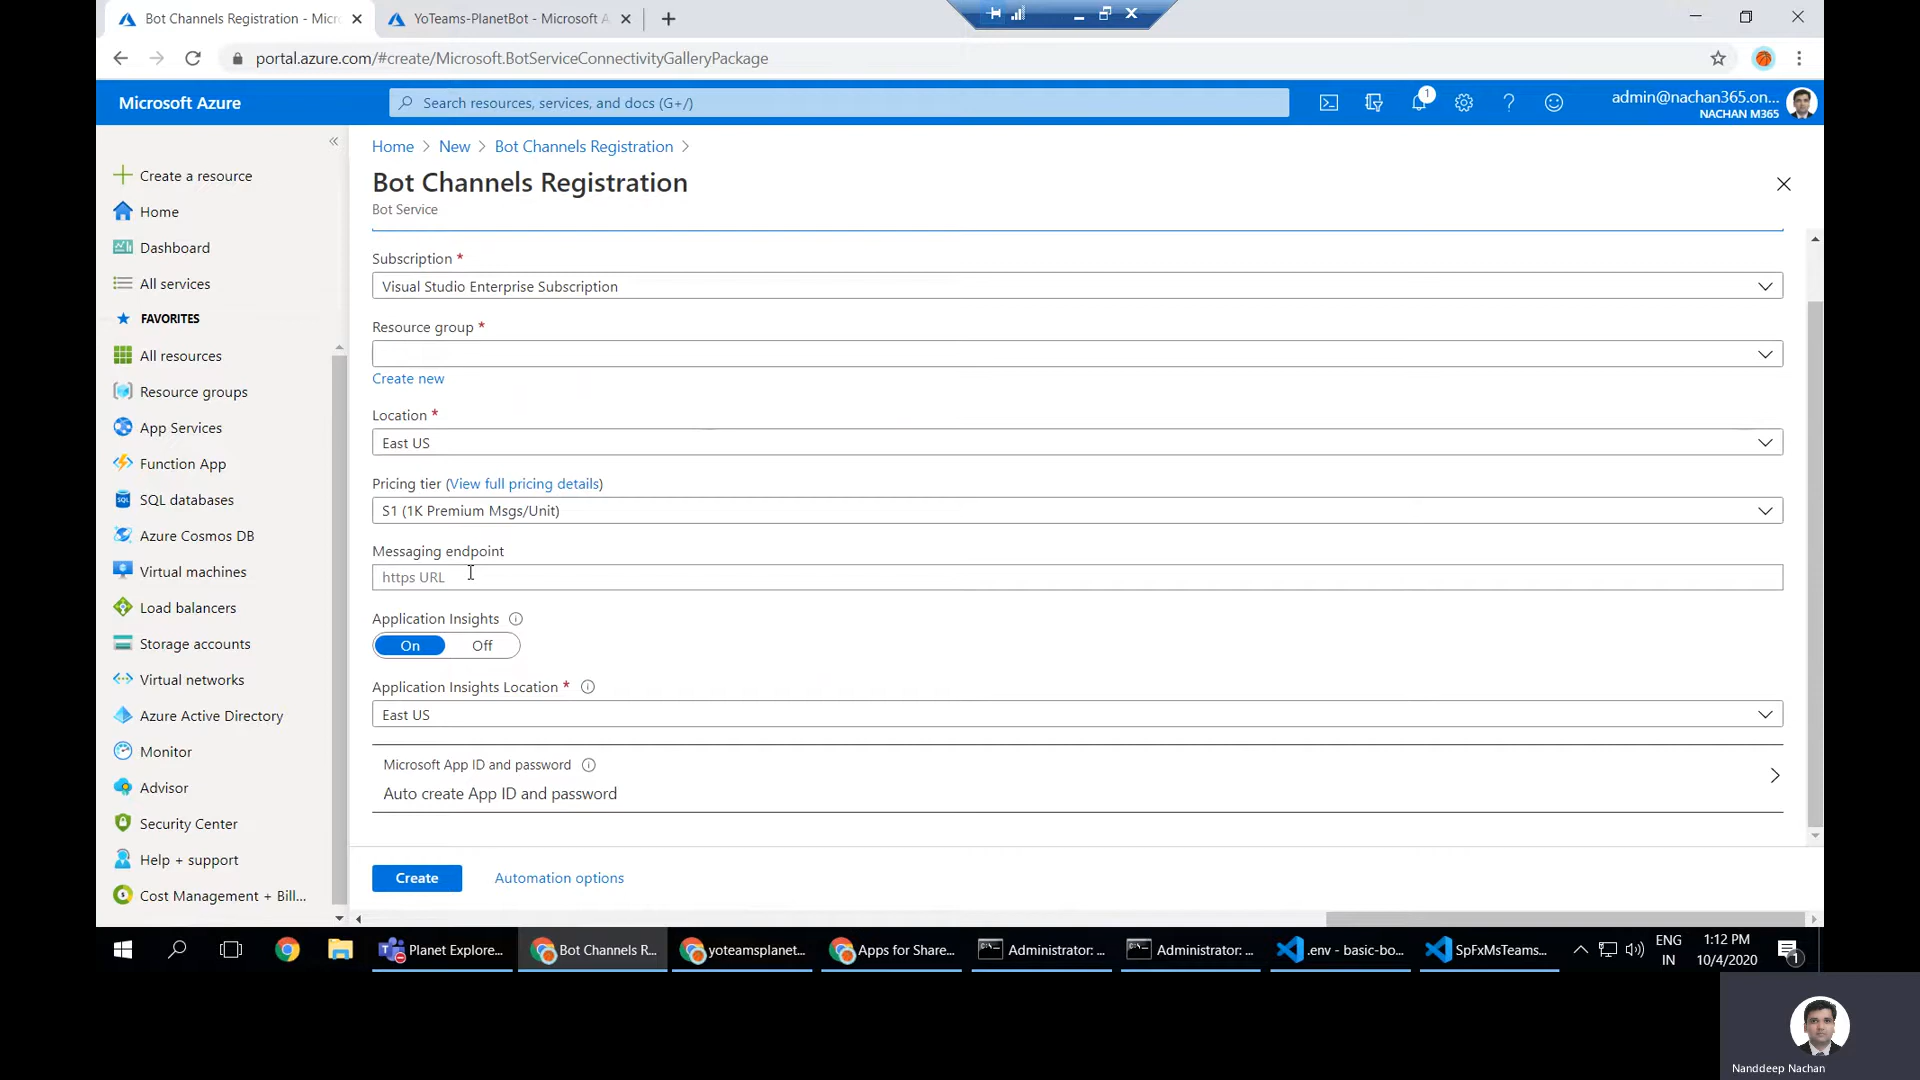 Bot Channels Registration - Micro
YoTeams-PlanetBot - Microsoft A
portal.azure.com/#create/Microsoft.BotServiceConnectivityGalleryPackage
Microsoft Azure
Search resources, services, and docs (G+/)
1
admin@nachan365.on...
NACHAN M365
Create a resource
Home
Dashboard
All services
FAVORITES
All resources
Resource groups
App Services
Function App
SQL databases
Azure Cosmos DB
Virtual machines
Load balancers
Storage accounts
Virtual networks
Azure Active Directory
Monitor
Advisor
Security Center
Help + support
Cost Management + Bill...
Home > New > Bot Channels Registration >
Bot Channels Registration
Bot Service
Subscription *
Visual Studio Enterprise Subscription
Resource group *
Create new
Location *
East US
Pricing tier (View full pricing details)
S1 (1K Premium Msgs/Unit)
Messaging endpoint
https URL
Application Insights
On Off
Application Insights Location *
East US
Microsoft App ID and password
Auto create App ID and password
Create
Automation options
Planet Explore...
Bot Channels R...
yoteamsplanet...
Apps for Share...
Administrator: ...
Administrator: ...
.env - basic-bo...
SpFxMsTeams...
ENG
IN
1:12 PM
10/4/2020
1
Nanddeep Nachan